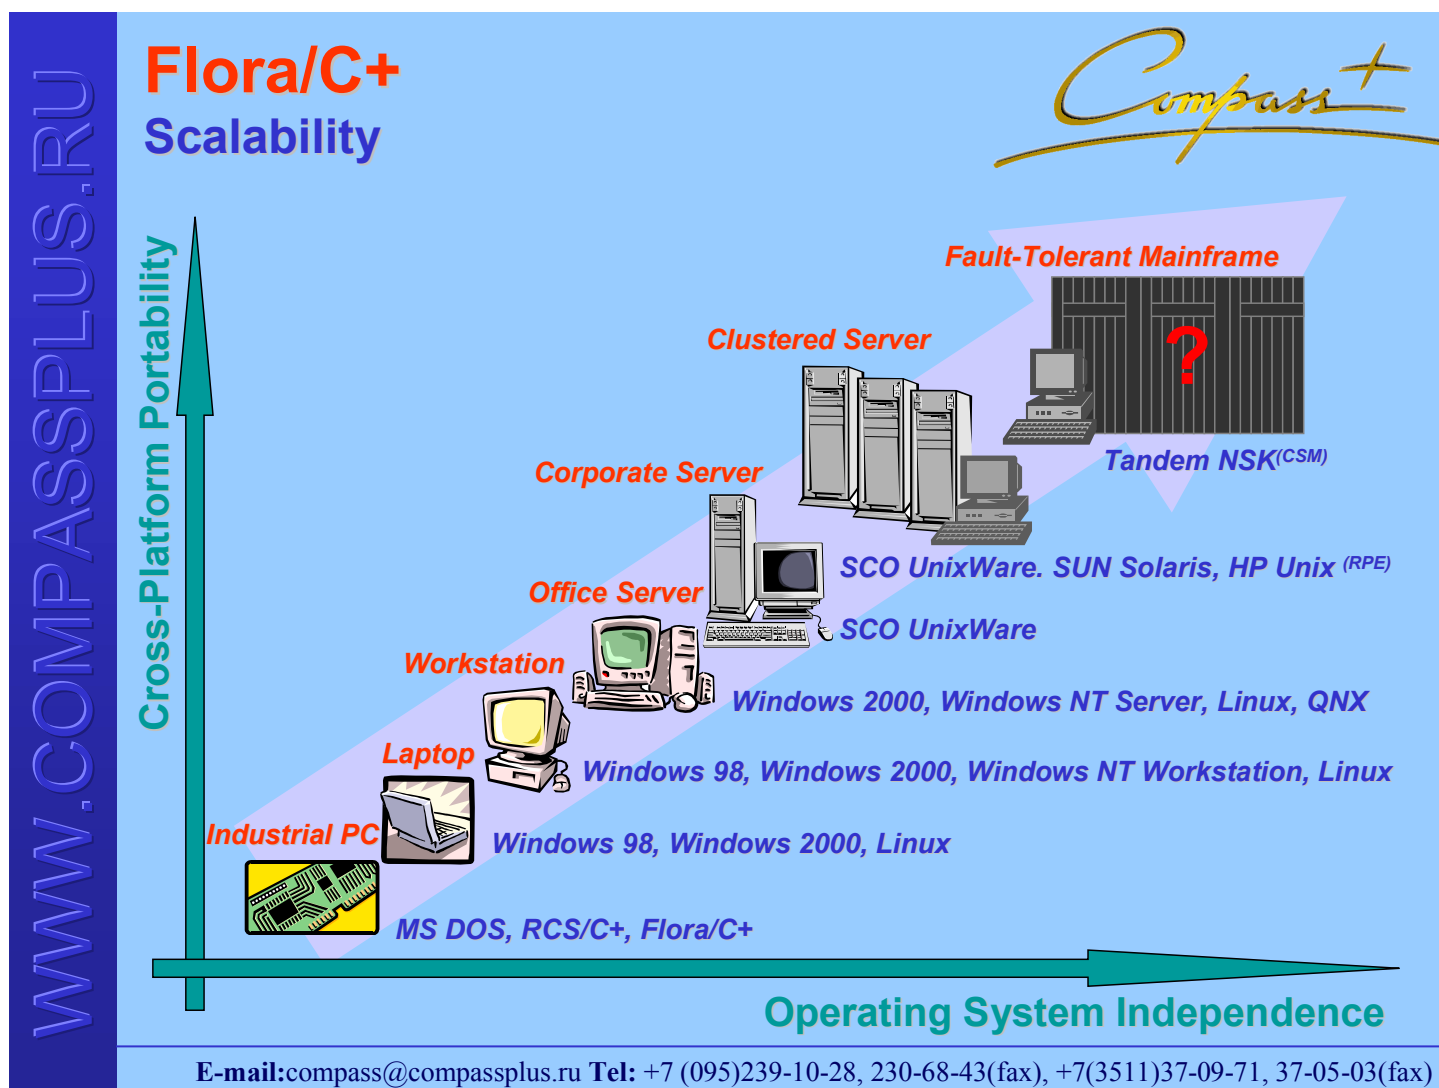 WWW.COMPASSPLUS.RU
Flora/C+
Scalability
Compass+
Cross-Platform Portability
Fault-Tolerant Mainframe
?
Tandem NSK(CSM)
Clustered Server
SCO UnixWare. SUN Solaris, HP Unix (RPE)
Corporate Server
SCO UnixWare
Office Server
Windows 2000, Windows NT Server, Linux, QNX
Workstation
Windows 98, Windows 2000, Windows NT Workstation, Linux
Laptop
Windows 98, Windows 2000, Linux
Industrial PC
MS DOS, RCS/C+, Flora/C+
Operating System Independence
E-mail:compass@compassplus.ru Tel: +7 (095)239-10-28, 230-68-43(fax), +7(3511)37-09-71, 37-05-03(fax)